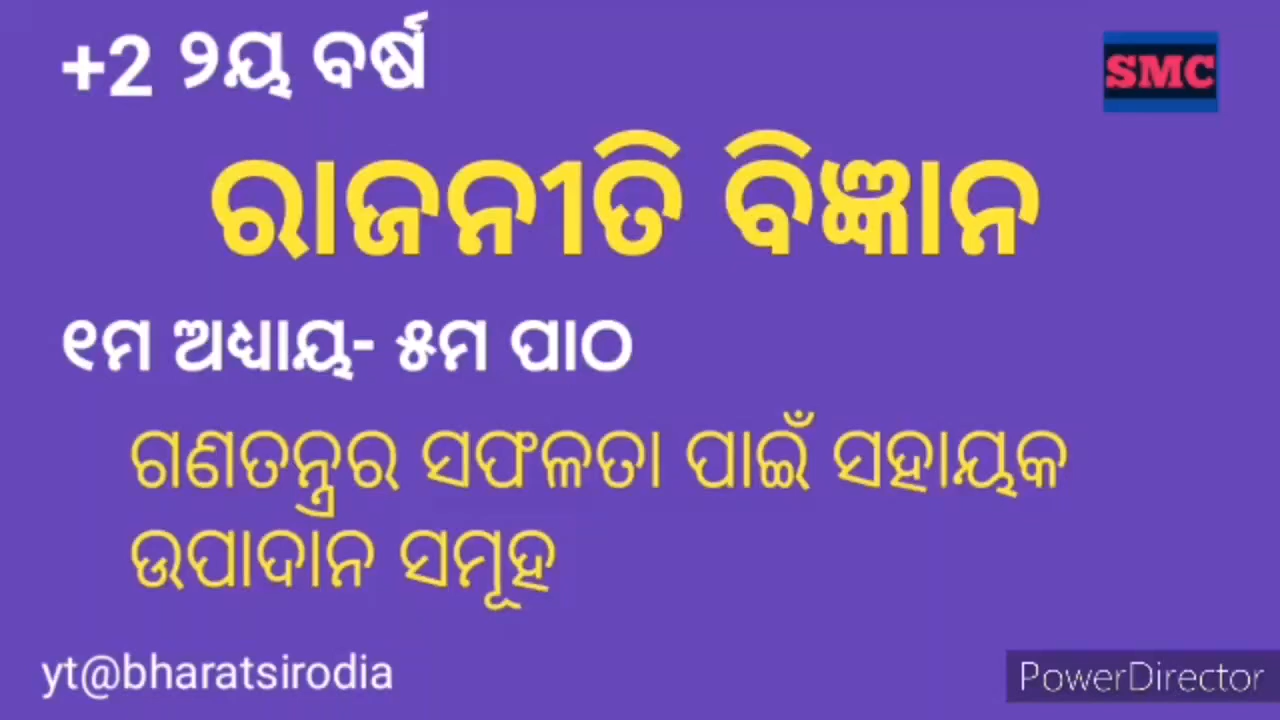 +2 ୨ୟ ବର୍ଷ
SMC
ରାଜନୀତି ବିଜ୍ଞାନ
୧ମ ଅଧ୍ୟାୟ- ୫ମ ପାଠ
ଗଣତନ୍ତ୍ରର ସଫଳତା ପାଇଁ ସହାୟକ
ଉପାଦାନ ସମୂହ
yt@bharatsirodia
PowerDirector